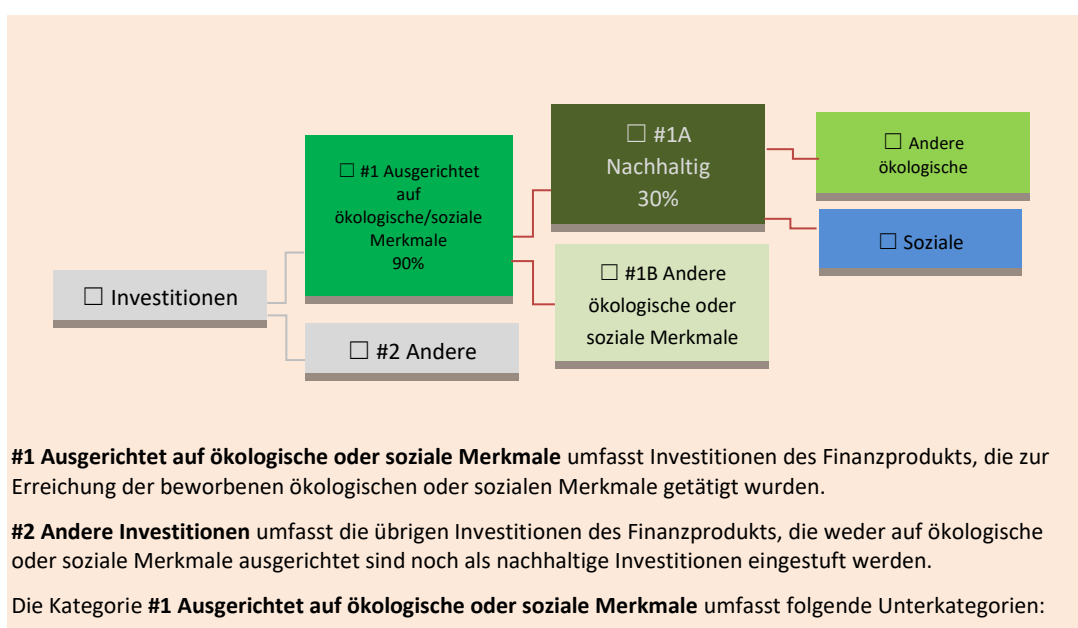 ☐ Investitionen
☐ #1 Ausgerichtet
auf
ökologische/soziale
Merkmale
90%
☐ #2 Andere
☐ #1A
Nachhaltig
30%
☐ #1B Andere
ökologische oder
soziale Merkmale
☐ Andere
ökologische
☐ Soziale
#1 Ausgerichtet auf ökologische oder soziale Merkmale umfasst Investitionen des Finanzprodukts, die zur
Erreichung der beworbenen ökologischen oder sozialen Merkmale getätigt wurden.
#2 Andere Investitionen umfasst die übrigen Investitionen des Finanzprodukts, die weder auf ökologische
oder soziale Merkmale ausgerichtet sind noch als nachhaltige Investitionen eingestuft werden.
Die Kategorie #1 Ausgerichtet auf ökologische oder soziale Merkmale umfasst folgende Unterkategorien: